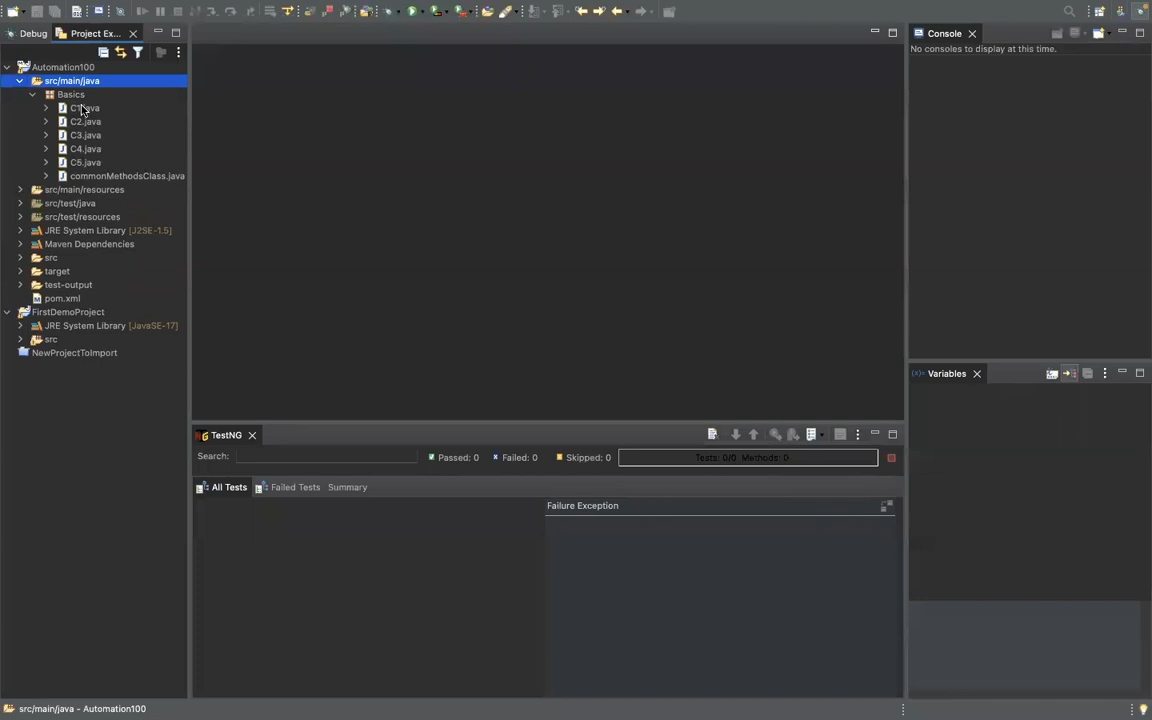 Debug
Project Ex...
Automation100
src/main/java
Basics
C1.java
C2.java
C3.java
C4.java
C5.java
commonMethodsClass.java
src/main/resources
src/test/java
src/test/resources
JRE System Library [J2SE-1.5]
Maven Dependencies
src
target
test-output
pom.xml
FirstDemoProject
JRE System Library [JavaSE-17]
src
NewProjectToImport
TestNG
Search:
Passed: 0
Failed: 0
Skipped: 0
Tests: 0/0 Methods: 0
All Tests
Failed Tests
Summary
Failure Exception
Console
No consoles to display at this time.
Variables
src/main/java - Automation100